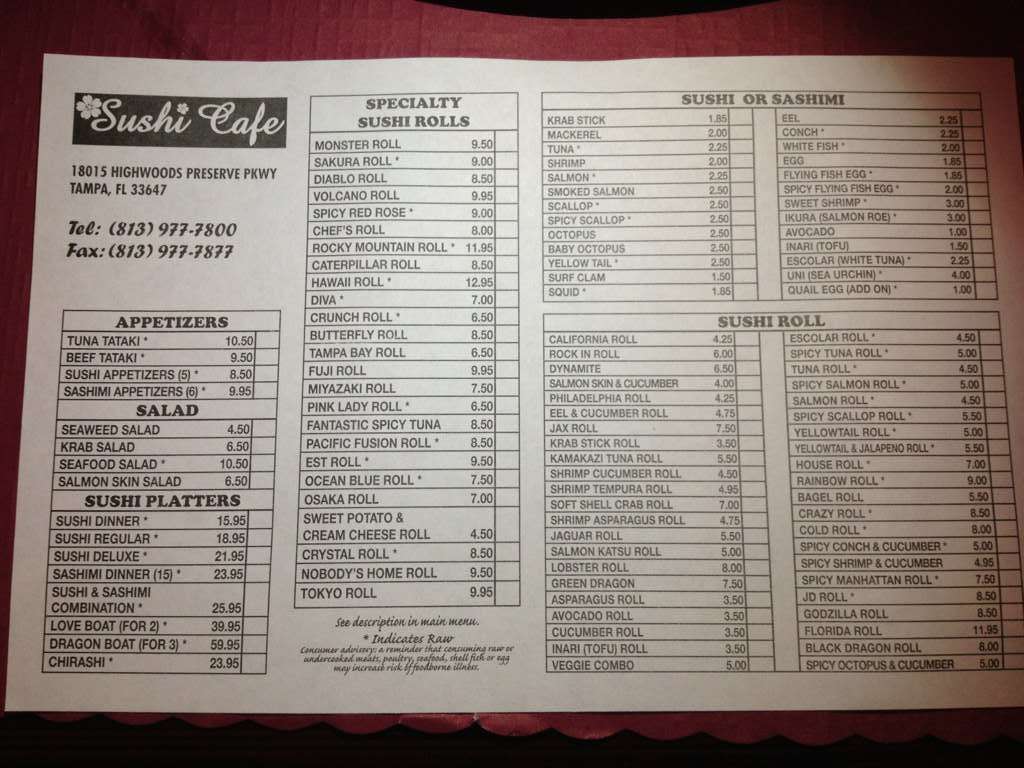 Sushi Cafe
18015 HIGHWOODS PRESERVE PKWY
TAMPA, FL 33647
Tel: (813) 977-7800
Fax: (813) 977-7877
APPETIZERS
TUNA TATAKI * 10.50
BEEF TATAKI * 9.50
SUSHI APPETIZERS (5) * 8.50
SASHIMI APPETIZERS (6) * 9.95
SALAD
SEAWEED SALAD 4.50
KRAB SALAD 6.50
SEAFOOD SALAD * 10.50
SALMON SKIN SALAD 6.50
SUSHI PLATTERS
SUSHI DINNER * 15.95
SUSHI REGULAR * 18.95
SUSHI DELUXE * 21.95
SASHIMI DINNER (15) * 23.95
SUSHI & SASHIMI
COMBINATION * 25.95
LOVE BOAT (FOR 2) * 39.95
DRAGON BOAT (FOR 3) * 59.95
CHIRASHI * 23.95
SPECIALTY
SUSHI ROLLS
MONSTER ROLL 9.50
SAKURA ROLL * 9.00
DIABLO ROLL 8.50
VOLCANO ROLL 9.95
SPICY RED ROSE * 9.00
CHEF'S ROLL 8.00
ROCKY MOUNTAIN ROLL * 11.95
CATERPILLAR ROLL 8.50
HAWAII ROLL * 12.95
DIVA * 7.00
CRUNCH ROLL * 6.50
BUTTERFLY ROLL 8.50
TAMPA BAY ROLL 6.50
FUJI ROLL 9.95
MIYAZAKI ROLL 7.50
PINK LADY ROLL * 6.50
FANTASTIC SPICY TUNA 8.50
PACIFIC FUSION ROLL * 8.50
EST ROLL * 9.50
OCEAN BLUE ROLL * 7.50
OSAKA ROLL 7.00
SWEET POTATO &
CREAM CHEESE ROLL 4.50
CRYSTAL ROLL * 8.50
NOBODY'S HOME ROLL 9.50
TOKYO ROLL 9.95
See description in main menu.
* Indicates Raw
Consumer advisory: a reminder that consuming raw or
undercooked meats, poultry, seafood, shell fish or egg
may increase risk of foodborne illness.
SUSHI OR SASHIMI
KRAB STICK 1.85
MACKEREL 2.00
TUNA * 2.25
SHRIMP 2.00
SALMON * 2.25
SMOKED SALMON 2.50
SCALLOP * 2.50
SPICY SCALLOP * 2.50
OCTOPUS 2.50
BABY OCTOPUS 2.50
YELLOW TAIL * 2.50
SURF CLAM 1.50
SQUID * 1.85
EEL 2.25
CONCH * 2.25
WHITE FISH * 2.00
EGG 1.85
FLYING FISH EGG * 1.85
SPICY FLYING FISH EGG * 2.00
SWEET SHRIMP * 3.00
IKURA (SALMON ROE) * 3.00
AVOCADO 1.00
INARI (TOFU) 1.50
ESCOLAR (WHITE TUNA) * 2.25
UNI (SEA URCHIN) * 4.00
QUAIL EGG (ADD ON) * 1.00
SUSHI ROLL
CALIFORNIA ROLL 4.25
ROCK IN ROLL 6.00
DYNAMITE 6.50
SALMON SKIN & CUCUMBER 4.00
PHILADELPHIA ROLL 4.25
EEL & CUCUMBER ROLL 4.75
JAX ROLL 7.50
KRAB STICK ROLL 3.50
KAMAKAZI TUNA ROLL 5.50
SHRIMP CUCUMBER ROLL 4.50
SHRIMP TEMPURA ROLL 4.95
SOFT SHELL CRAB ROLL 7.00
SHRIMP ASPARAGUS ROLL 4.75
JAGUAR ROLL 5.50
SALMON KATSU ROLL 5.00
LOBSTER ROLL 8.00
GREEN DRAGON 7.50
ASPARAGUS ROLL 3.50
AVOCADO ROLL 3.50
CUCUMBER ROLL 3.50
INARI (TOFU) ROLL 3.50
VEGGIE COMBO 5.00
ESCOLAR ROLL * 4.50
SPICY TUNA ROLL * 5.00
TUNA ROLL * 4.50
SPICY SALMON ROLL * 5.00
SALMON ROLL * 4.50
SPICY SCALLOP ROLL * 5.50
YELLOWTAIL ROLL * 5.00
YELLOWTAIL & JALAPENO ROLL * 5.50
HOUSE ROLL * 7.00
RAINBOW ROLL * 9.00
BAGEL ROLL 5.50
CRAZY ROLL * 8.50
COLD ROLL * 8.00
SPICY CONCH & CUCUMBER * 5.00
SPICY SHRIMP & CUCUMBER 4.95
SPICY MANHATTAN ROLL * 7.50
JD ROLL * 8.50
GODZILLA ROLL 8.50
FLORIDA ROLL 11.95
BLACK DRAGON ROLL 8.00
SPICY OCTOPUS & CUCUMBER 5.00